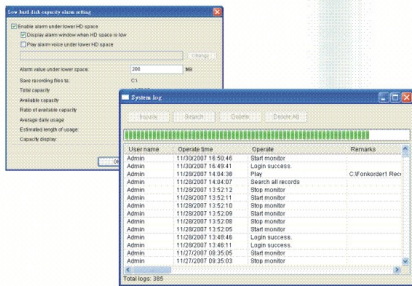 Low hard disk capacity alarm setting
Enable alarm under lower HD space
Display alarm window when HD space is low
Play alarm voice under lower HD space
Alarm value under lower space:
200
MB
Save recording files to:
C:\
Total capacity
Available capacity
Ratio of available capacity
Average date usage
Estimated length of usage:
Capacity display
System log
Inquire
Search
Delete
Delete All
User name Operate time Operate Remarks
Admin 11/30/2007 16:50:46 Start monitor
Admin 11/30/2007 16:49:41 Login success.
Admin 11/28/2007 14:04:38 Play C:\Fonkorder1 Reco
Admin 11/28/2007 14:04:07 Search all records
Admin 11/28/2007 13:52:12 Stop monitor
Admin 11/28/2007 13:52:11 Start monitor
Admin 11/28/2007 13:52:10 Stop monitor
Admin 11/28/2007 13:52:09 Start monitor
Admin 11/28/2007 13:52:08 Stop monitor
Admin 11/28/2007 13:52:05 Start monitor
Admin 11/28/2007 13:49:46 Login success.
Admin 11/28/2007 13:46:11 Login success.
Admin 11/27/2007 08:35:05 Start monitor
Admin 11/27/2007 08:35:03 Stop monitor
Total logs: 385